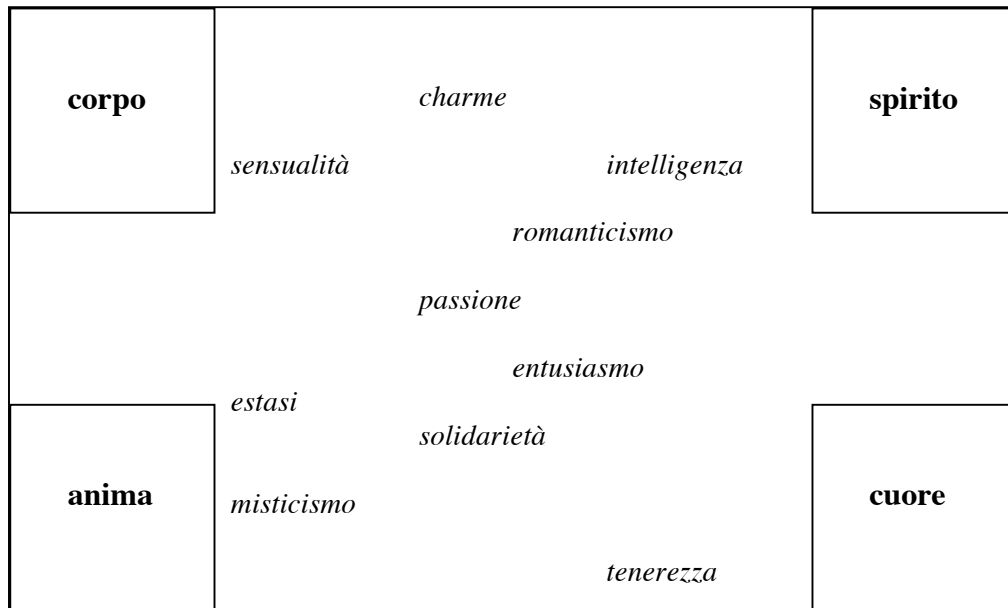 corpo
charme
spirito
sensualità
intelligenza
romanticismo
passione
entusiasmo
estasi
solidarietà
anima
misticismo
cuore
tenerezza